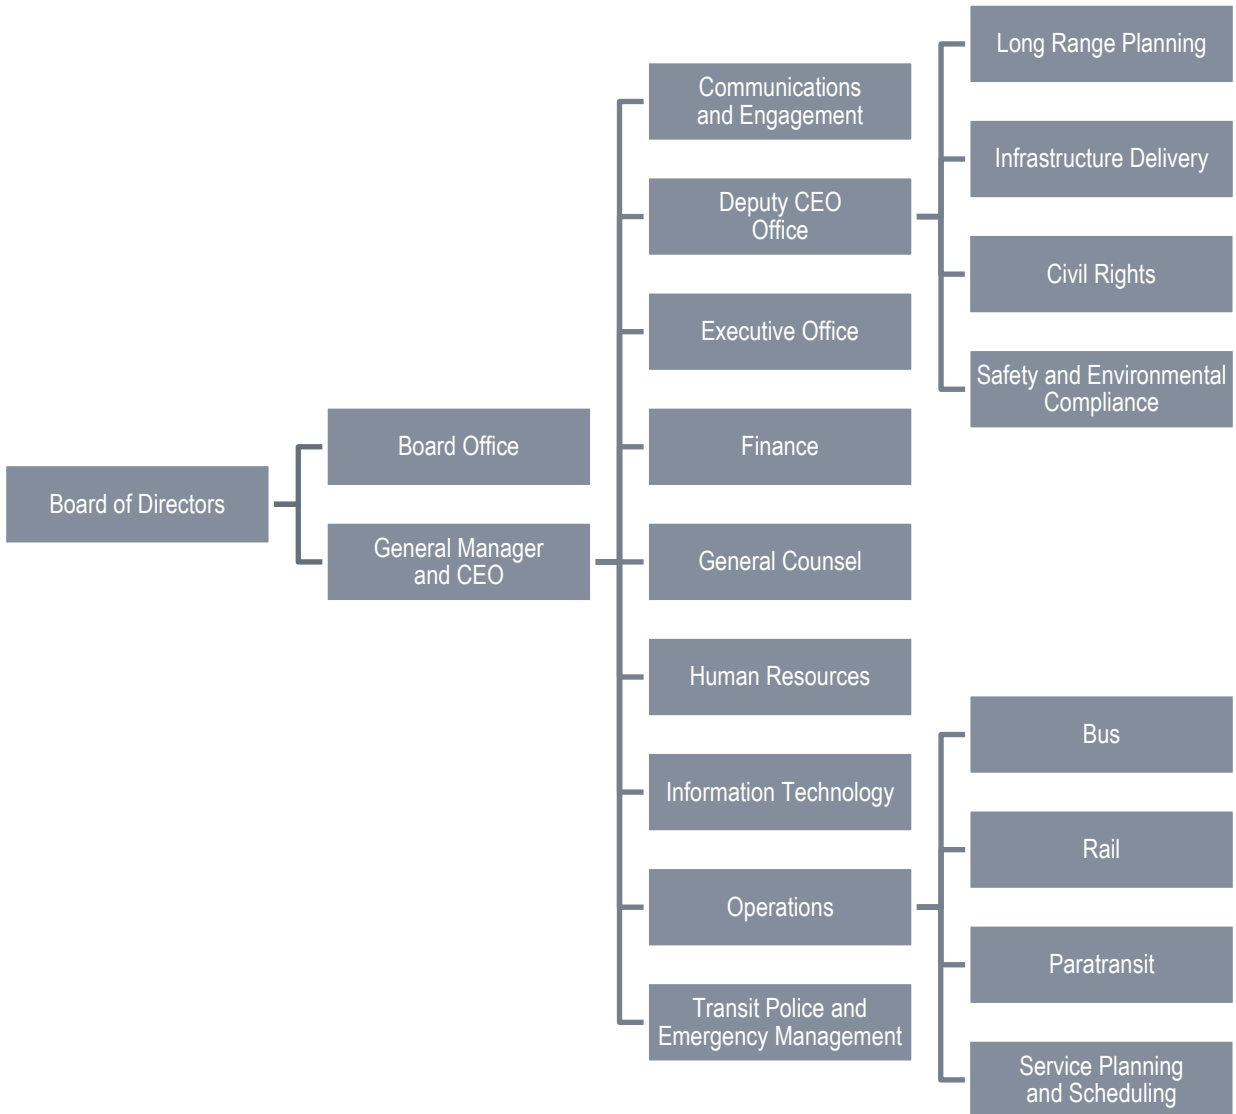 Board of Directors
Board Office
General Manager
and CEO
Communications
and Engagement
Deputy CEO
Office
Executive Office
Finance
General Counsel
Human Resources
Information Technology
Operations
Transit Police and
Emergency Management
Long Range Planning
Infrastructure Delivery
Civil Rights
Safety and Environmental
Compliance
Bus
Rail
Paratransit
Service Planning
and Scheduling